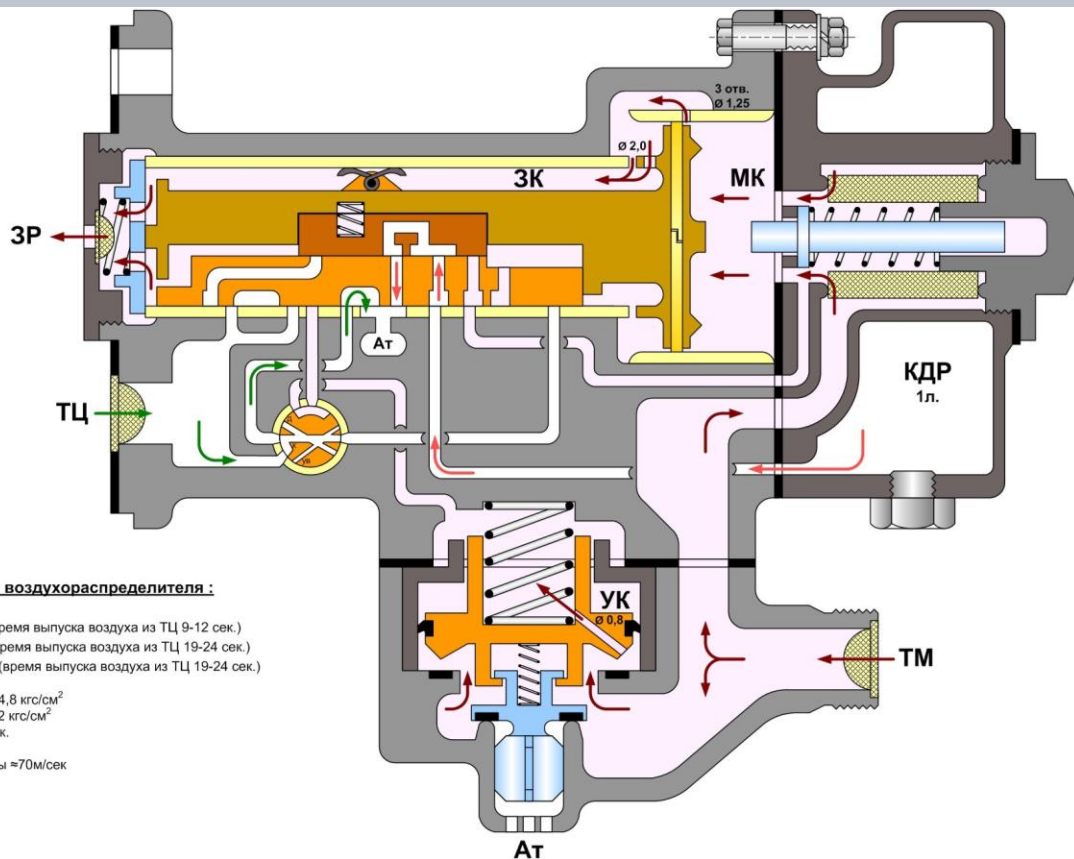 3 отв.
Ø 1,25
Ø 2,0
ЗК
МК
ЗР
Ат
КДР
1л.
ТЦ
УК
Ø 0,8
ТМ
воздухораспределителя :
ремя выпуска воздуха из ТЦ 9-12 сек.)
ремя выпуска воздуха из ТЦ 19-24 сек.)
(время выпуска воздуха из ТЦ 19-24 сек.)
4,8 кгс/см²
2 кгс/см²
к.
ы ≈70м/сек
Ат